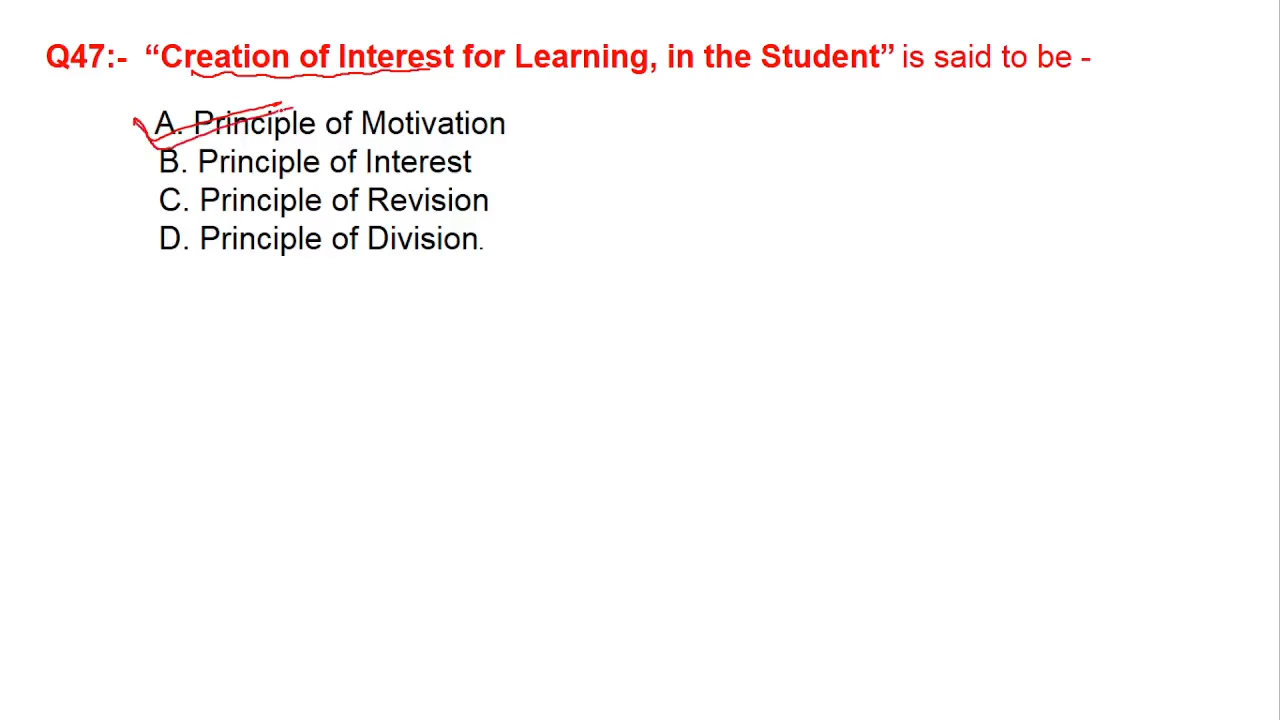 Q47:- “Creation of Interest for Learning, in the Student” is said to be -
A. Principle of Motivation
B. Principle of Interest
C. Principle of Revision
D. Principle of Division.